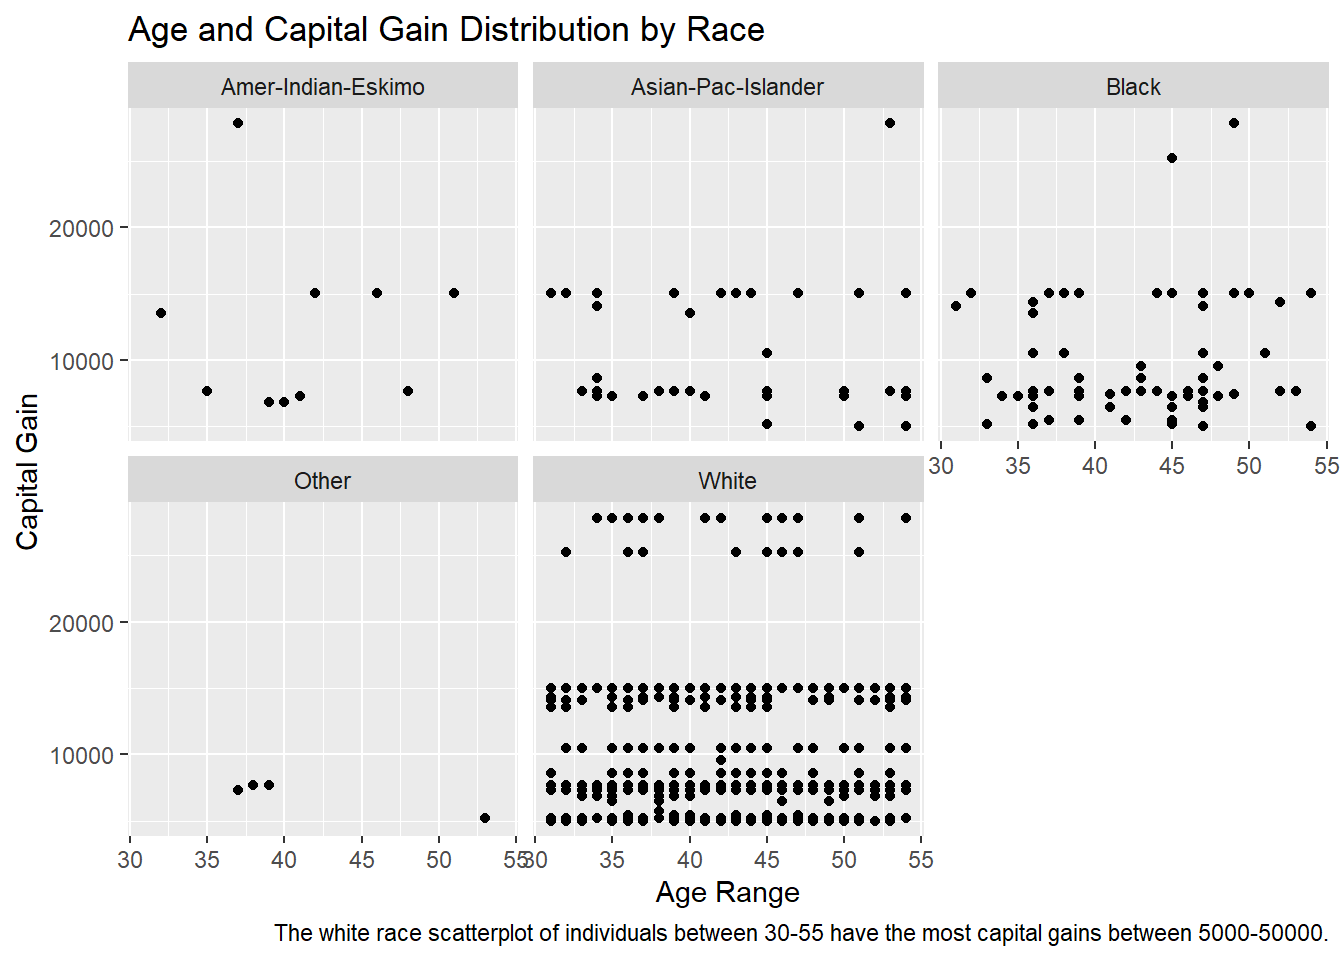 Age and Capital Gain Distribution by Race
Amer-Indian-Eskimo
Asian-Pac-Islander
Black
20000
10000
30 35 40 45 50 55
Capital Gain
Other
White
20000
10000
30 35 40 45 50 55
30 35 40 45 50 55
Age Range
The white race scatterplot of individuals between 30-55 have the most capital gains between 5000-50000.